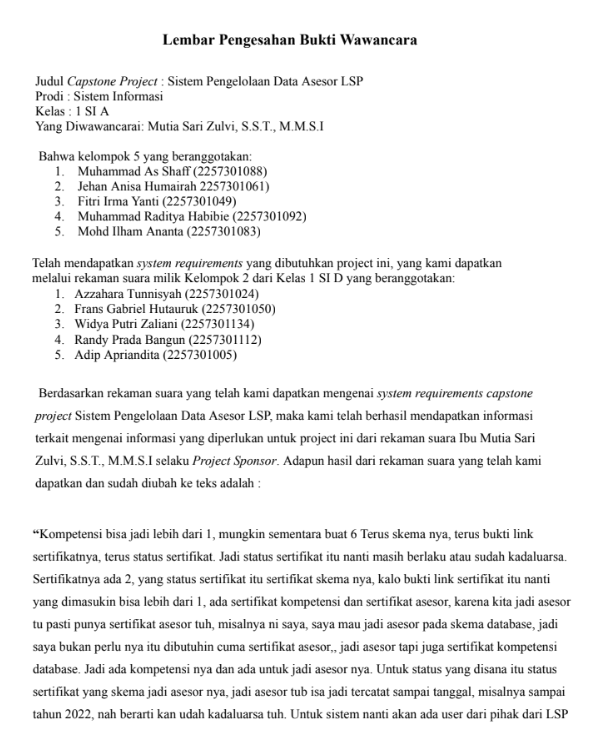 Lembar Pengesahan Bukti Wawancara
Judul Capstone Project : Sistem Pengelolaan Data Asesor LSP
Prodi : Sistem Informasi
Kelas : 1 SI A
Yang Diwawancarai: Mutia Sari Zulvi, S.S.T., M.M.S.I
Bahwa kelompok 5 yang beranggotakan:
1. Muhammad As Shaff (2257301088)
2. Jehan Anisa Humairah 2257301061)
3. Fitri Irma Yanti (2257301049)
4. Muhammad Raditya Habibie (2257301092)
5. Mohd Ilham Ananta (2257301083)
Telah mendapatkan system requirements yang dibutuhkan project ini, yang kami dapatkan
melalui rekaman suara milik Kelompok 2 dari Kelas 1 SI D yang beranggotakan:
1. Azzahara Tunnisyah (2257301024)
2. Frans Gabriel Hutauruk (2257301050)
3. Widya Putri Zaliani (2257301134)
4. Randy Prada Bangun (2257301112)
5. Adip Apriandita (2257301005)
Berdasarkan rekaman suara yang telah kami dapatkan mengenai system requirements capstone
project Sistem Pengelolaan Data Asesor LSP, maka kami telah berhasil mendapatkan informasi
terkait mengenai informasi yang diperlukan untuk project ini dari rekaman suara Ibu Mutia Sari
Zulvi, S.S.T., M.M.S.I selaku Project Sponsor. Adapun hasil dari rekaman suara yang telah kami
dapatkan dan sudah diubah ke teks adalah :
“Kompetensi bisa jadi lebih dari 1, mungkin sementara buat 6 Terus skema nya, terus bukti link
sertifikatnya, terus status sertifikat. Jadi status sertifikat itu nanti masih berlaku atau sudah kadaluarsa.
Sertifikatnya ada 2, yang status sertifikat itu sertifikat skema nya, kalo bukti link sertifikat itu nanti
yang dimasukin bisa lebih dari 1, ada sertifikat kompetensi dan sertifikat asesor, karena kita jadi asesor
tu pasti punya sertifikat asesor tuh, misalnya ni saya, saya mau jadi asesor pada skema database, jadi
saya bukan perlu nya itu dibutuhin cuma sertifikat asesor,, jadi asesor tapi juga sertifikat kompetensi
database. Jadi ada kompetensi nya dan ada untuk jadi asesor nya. Untuk status yang disana itu status
sertifikat yang skema jadi asesor nya, jadi asesor tub isa jadi tercatat sampai tanggal, misalnya sampai
tahun 2022, nah berarti kan udah kadaluarsa tuh. Untuk sistem nanti akan ada user dari pihak dari LSP